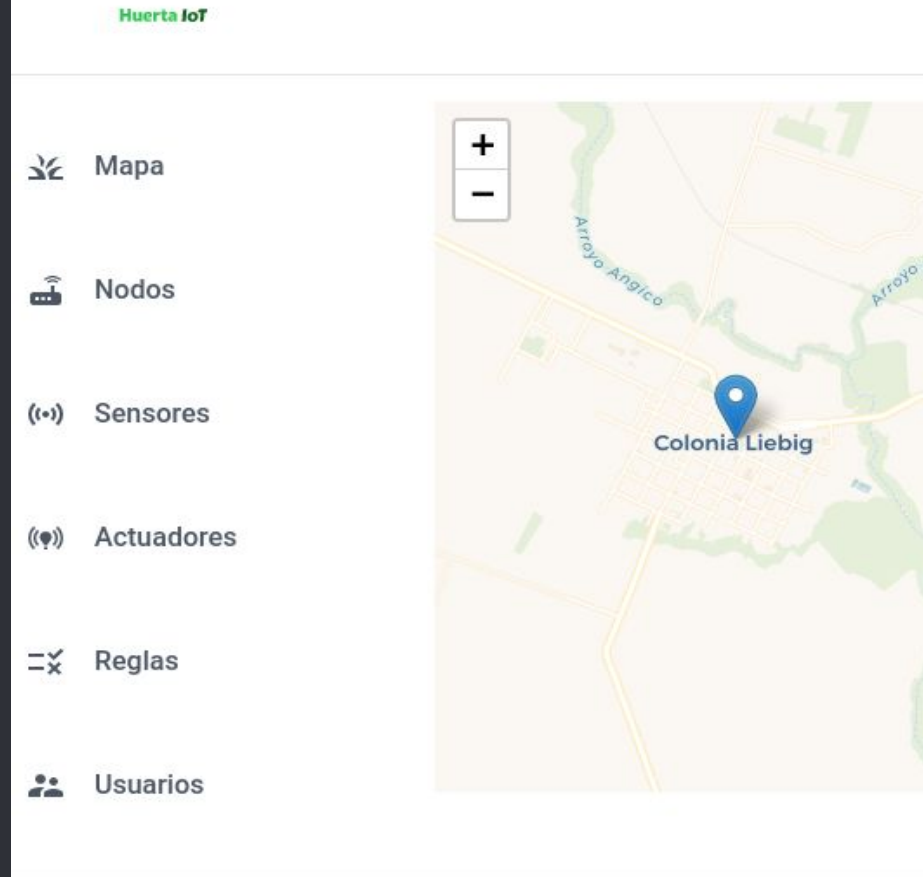 Huerta IoT
Mapa
Nodos
Sensores
Actuadores
Reglas
Usuarios
+
−
Arroyo Angico
Arroyo
Colonia Liebig